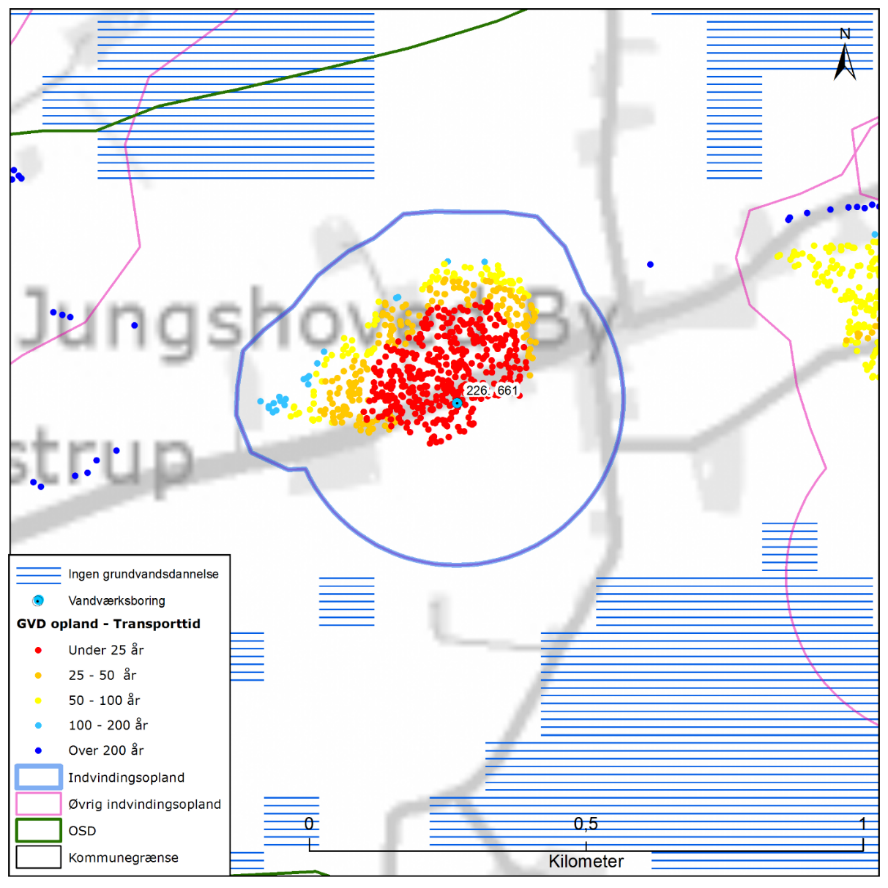 N
Jungshoved By
226. 661
strup
Ingen grundvandsdannelse
Vandværksboring
GVD opland - Transporttid
Under 25 år
25 - 50 år
50 - 100 år
100 - 200 år
Over 200 år
Indvindingsopland
Øvrig indvindingsopland
OSD
Kommunegrænse
0 0,5 1
Kilometer